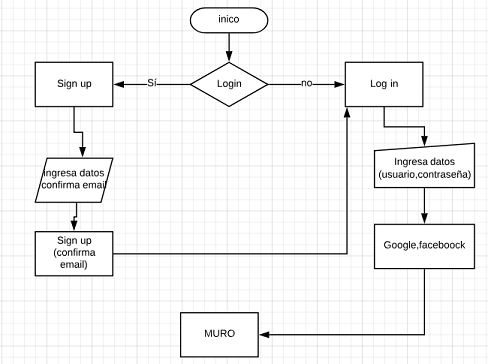 inico
Login
Sí
no
Sign up
Log in
ingresa datos
confirma email
Ingresa datos
(usuario,contraseña)
Sign up
(confirma
email)
Google,faceboock
MURO